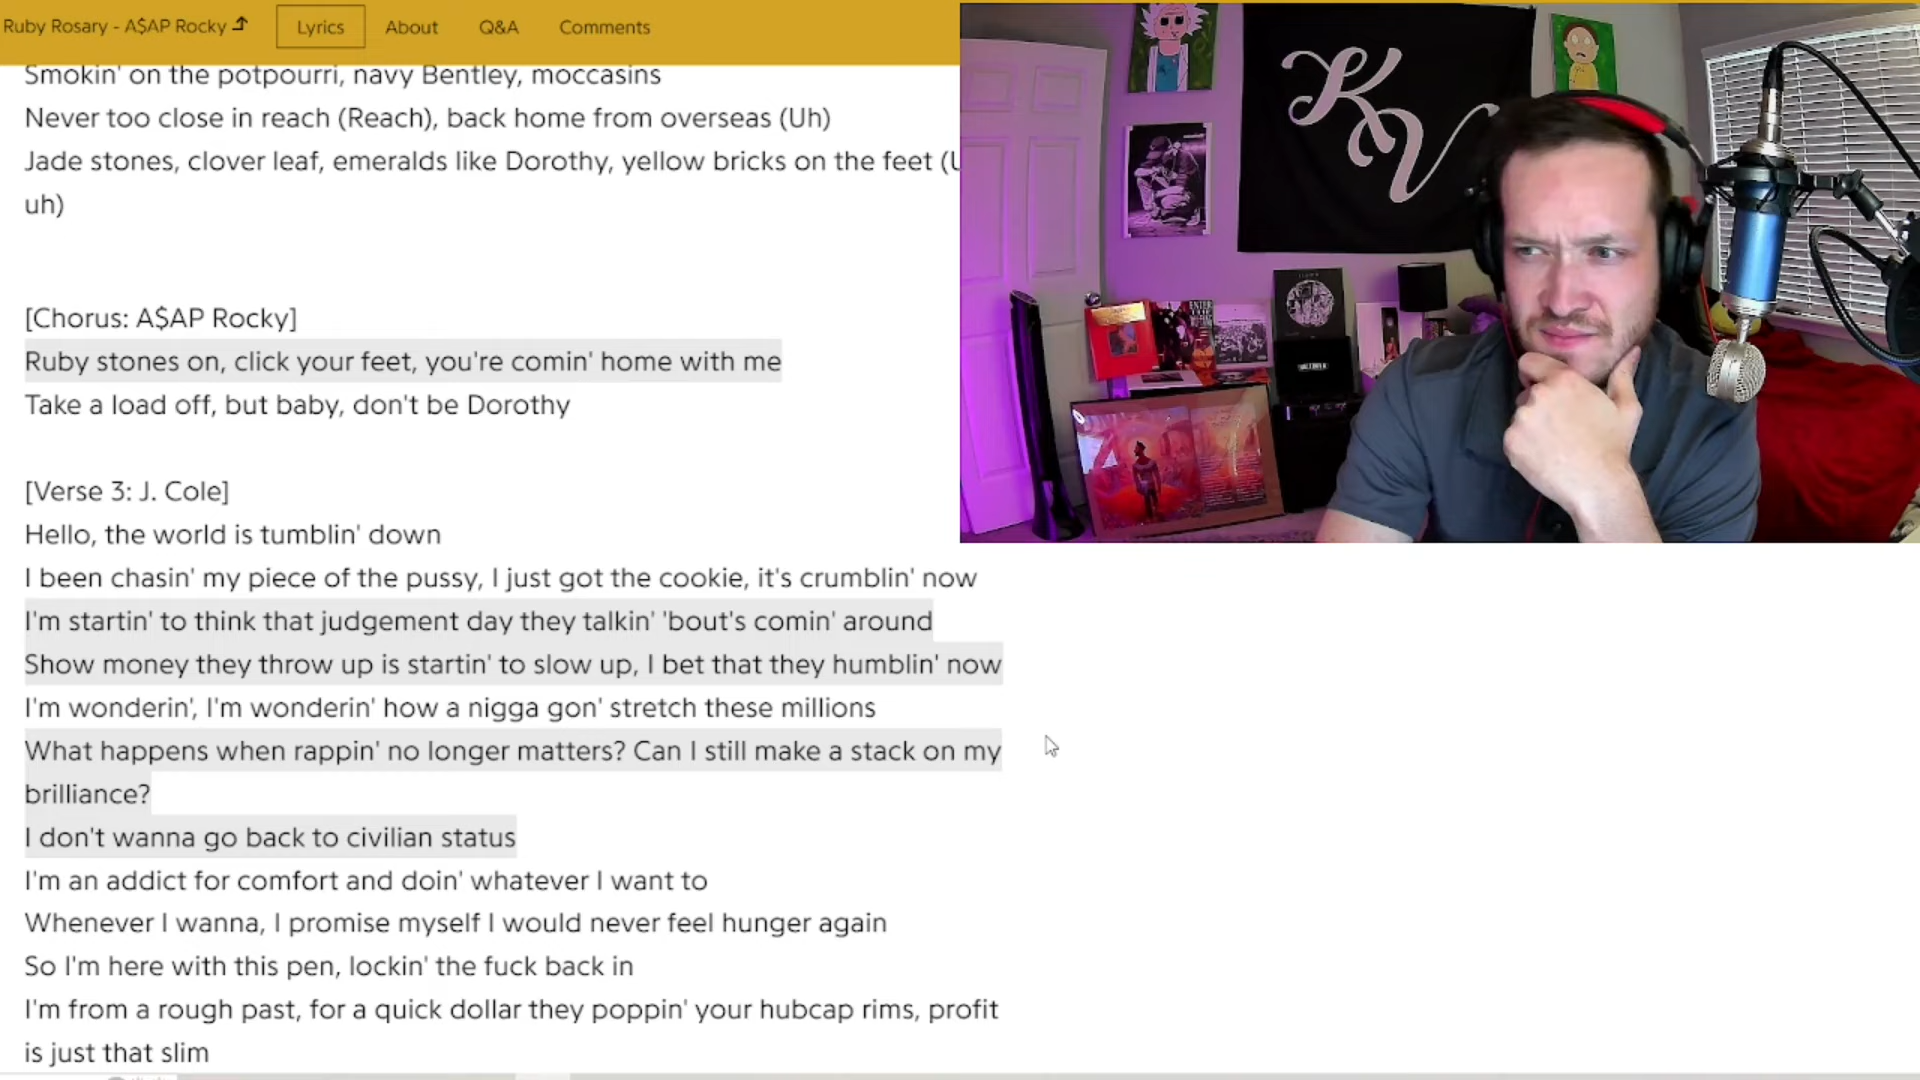 Ruby Rosary - A$AP Rocky
Lyrics
About
Q&A
Comments
Smokin' on the potpourri, navy Bentley, moccasins
Never too close in reach (Reach), back home from overseas (Uh)
Jade stones, clover leaf, emeralds like Dorothy, yellow bricks on the feet (
uh)
[Chorus: A$AP Rocky]
Ruby stones on, click your feet, you're comin' home with me
Take a load off, but baby, don't be Dorothy
[Verse 3: J. Cole]
Hello, the world is tumblin' down
I been chasin' my piece of the pussy, I just got the cookie, it's crumblin' now
I'm startin' to think that judgement day they talkin' 'bout's comin' around
Show money they throw up is startin' to slow up, I bet that they humblin' now
I'm wonderin', I'm wonderin' how a nigga gon' stretch these millions
What happens when rappin' no longer matters? Can I still make a stack on my
brilliance?
I don't wanna go back to civilian status
I'm an addict for comfort and doin' whatever I want to
Whenever I wanna, I promise myself I would never feel hunger again
So I'm here with this pen, lockin' the fuck back in
I'm from a rough past, for a quick dollar they poppin' your hubcap rims, profit
is just that slim
KV